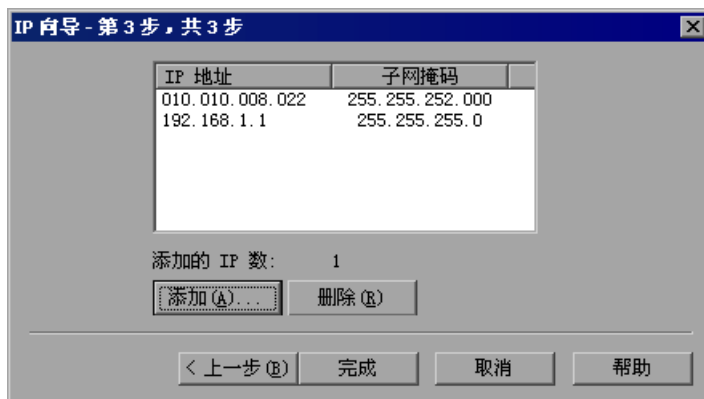 IP 向导 - 第 3 步，共 3 步
IP 地址 子网掩码
010.010.008.022 255.255.252.000
192.168.1.1 255.255.255.0
添加的 IP 数: 1
添加(A)... 删除(R)
< 上一步(B) 完成 取消 帮助